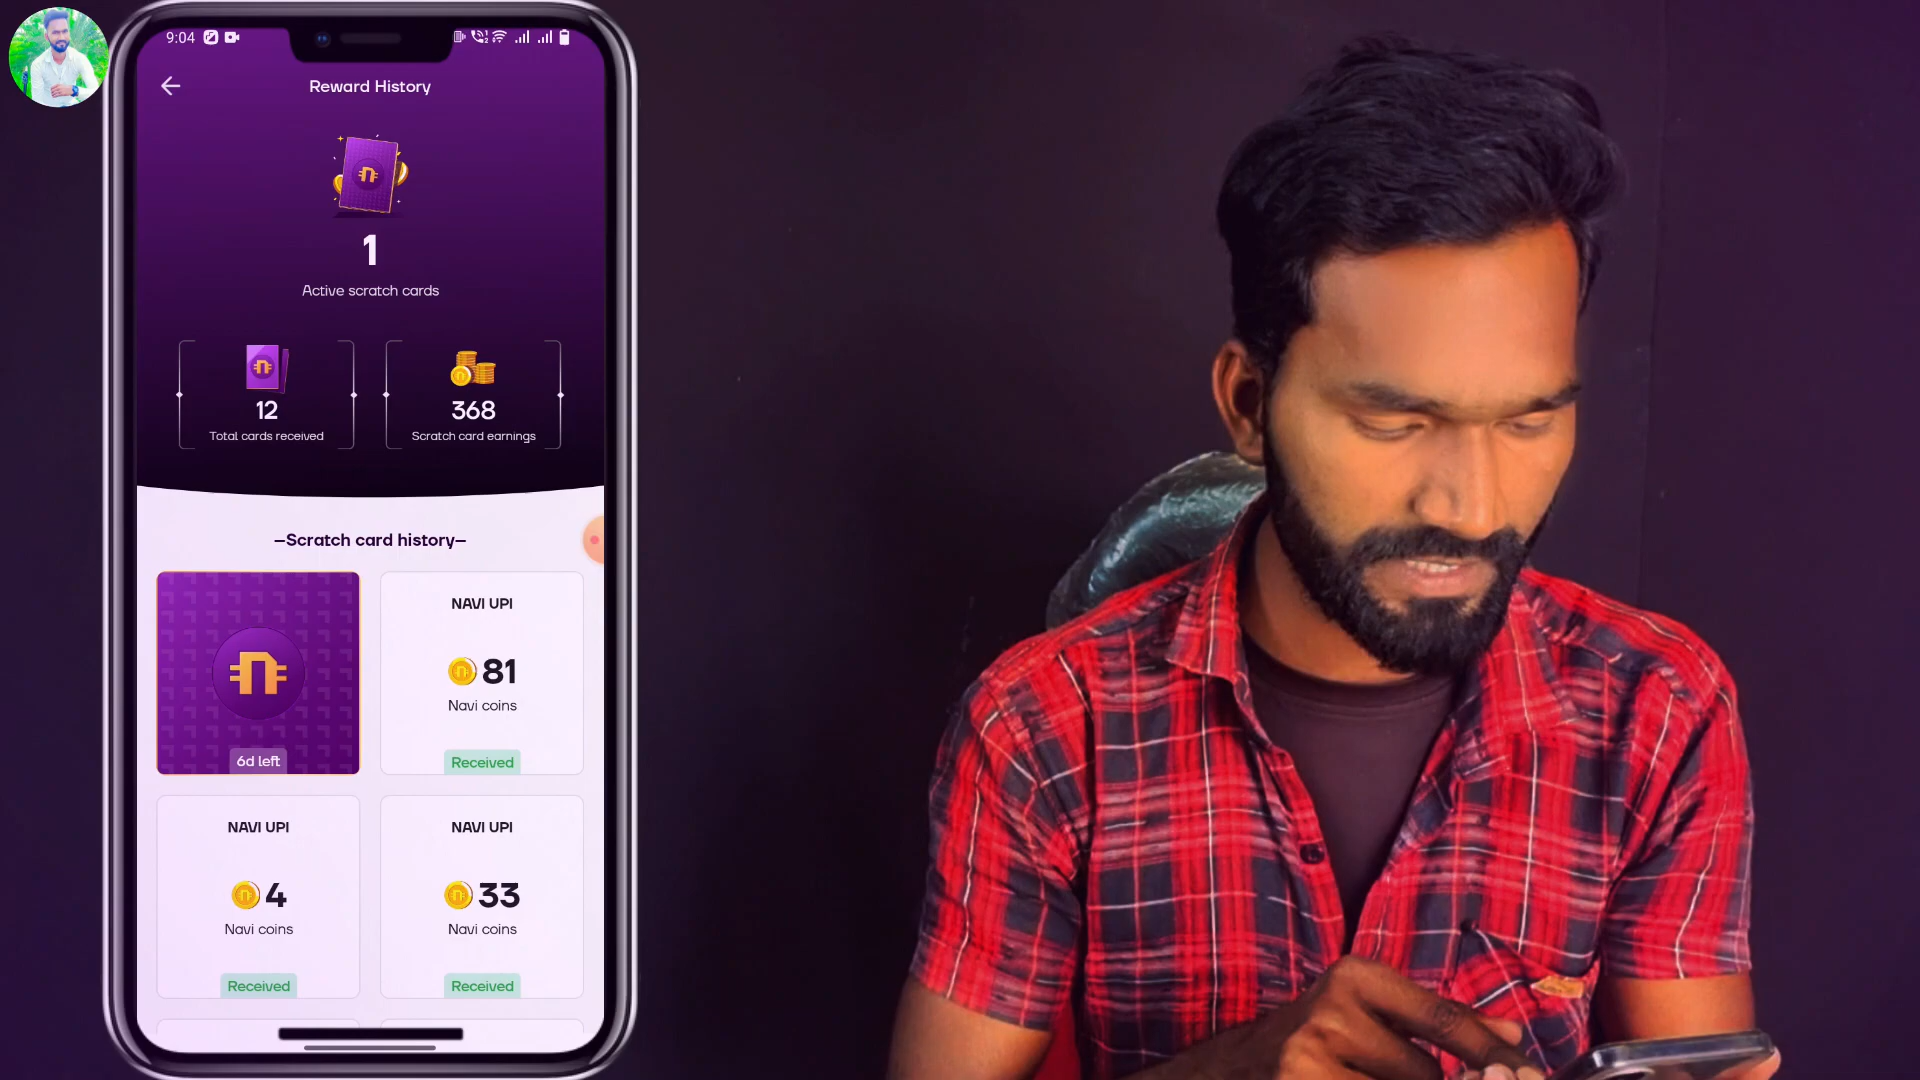 9:04
Reward History
1
Active scratch cards
12
Total cards received
368
Scratch card earnings
–Scratch card history–
6d left
NAVI UPI
81
Navi coins
Received
NAVI UPI
4
Navi coins
Received
NAVI UPI
33
Navi coins
Received